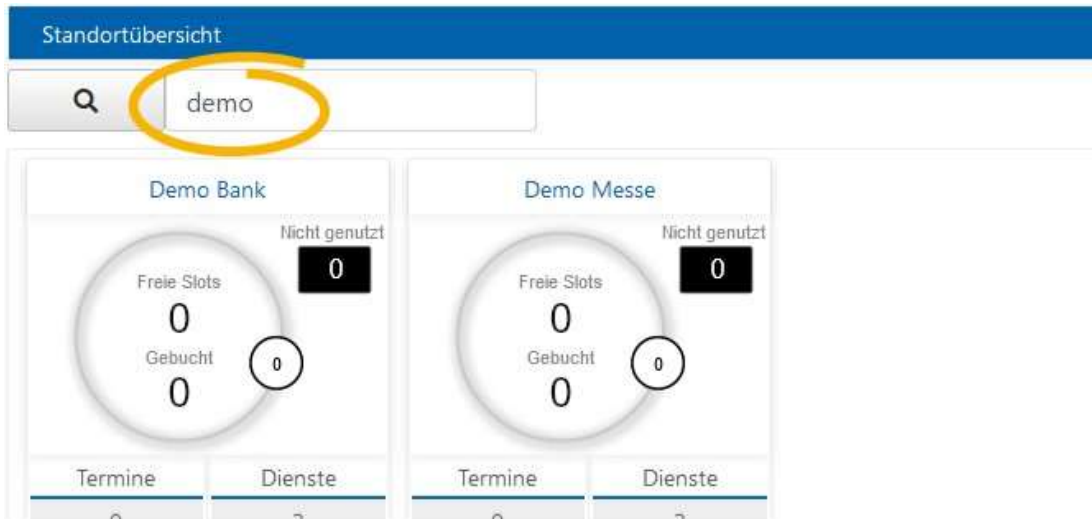 Standortübersicht
demo
Demo Bank
Nicht genutzt
0
Freie Slots
0
Gebucht
0
0
Termine
Dienste
Demo Messe
Nicht genutzt
0
Freie Slots
0
Gebucht
0
0
Termine
Dienste